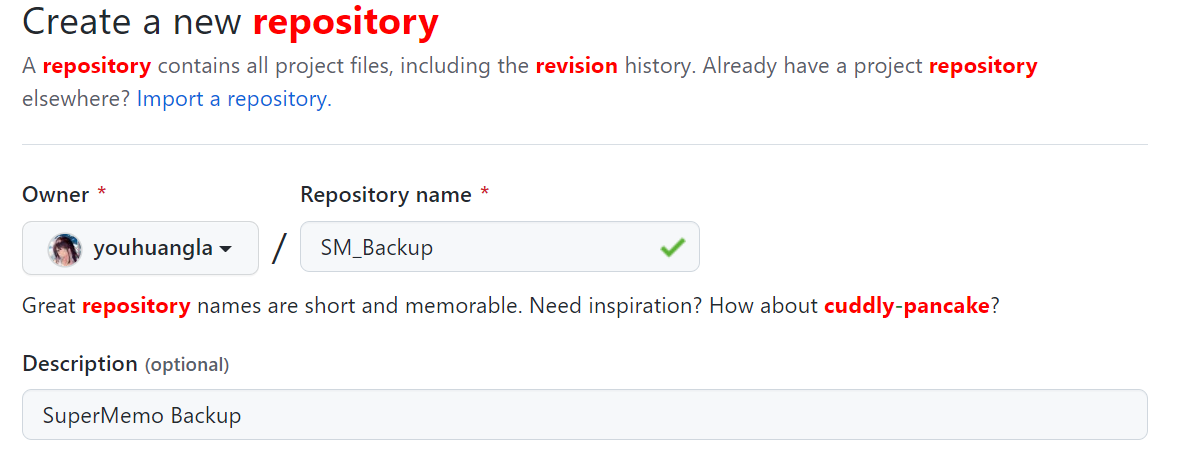 Create a new repository
A repository contains all project files, including the revision history. Already have a project repository
elsewhere? Import a repository.
Owner *
Repository name *
youhuangla
/
SM_Backup
Great repository names are short and memorable. Need inspiration? How about cuddly-pancake?
Description (optional)
SuperMemo Backup